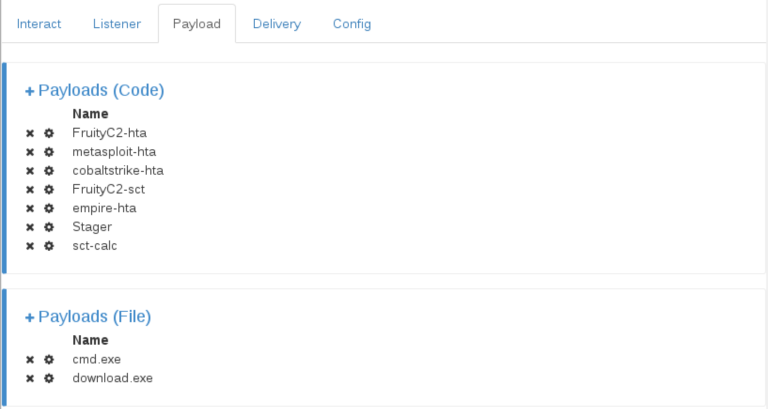 Interact Listener Payload Delivery Config
+ Payloads (Code)
Name
FruityC2-hta
metasploit-hta
cobaltstrike-hta
FruityC2-sct
empire-hta
Stager
sct-calc
+ Payloads (File)
Name
cmd.exe
download.exe